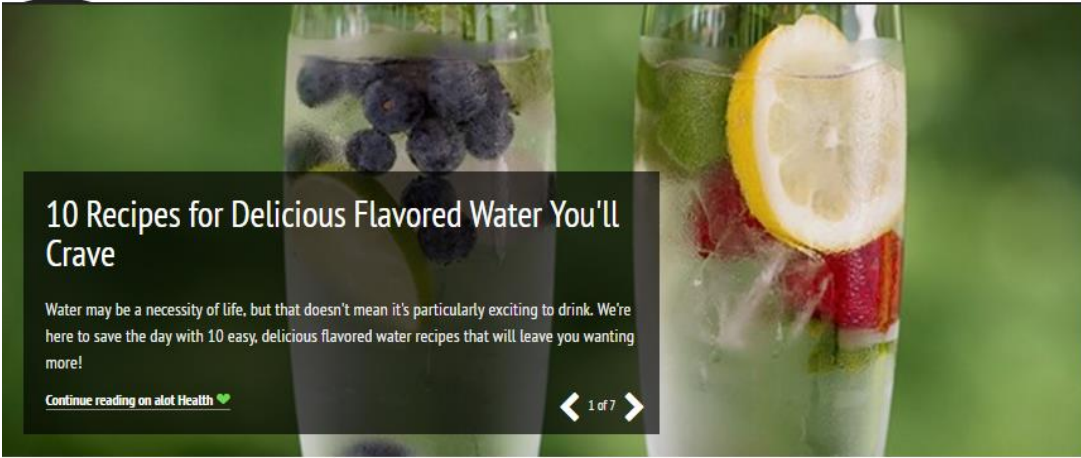 10 Recipes for Delicious Flavored Water You'll
Crave
Water may be a necessity of life, but that doesn't mean it's particularly exciting to drink. We're
here to save the day with 10 easy, delicious flavored water recipes that will leave you wanting
more!
Continue reading on alot Health
1 of 7